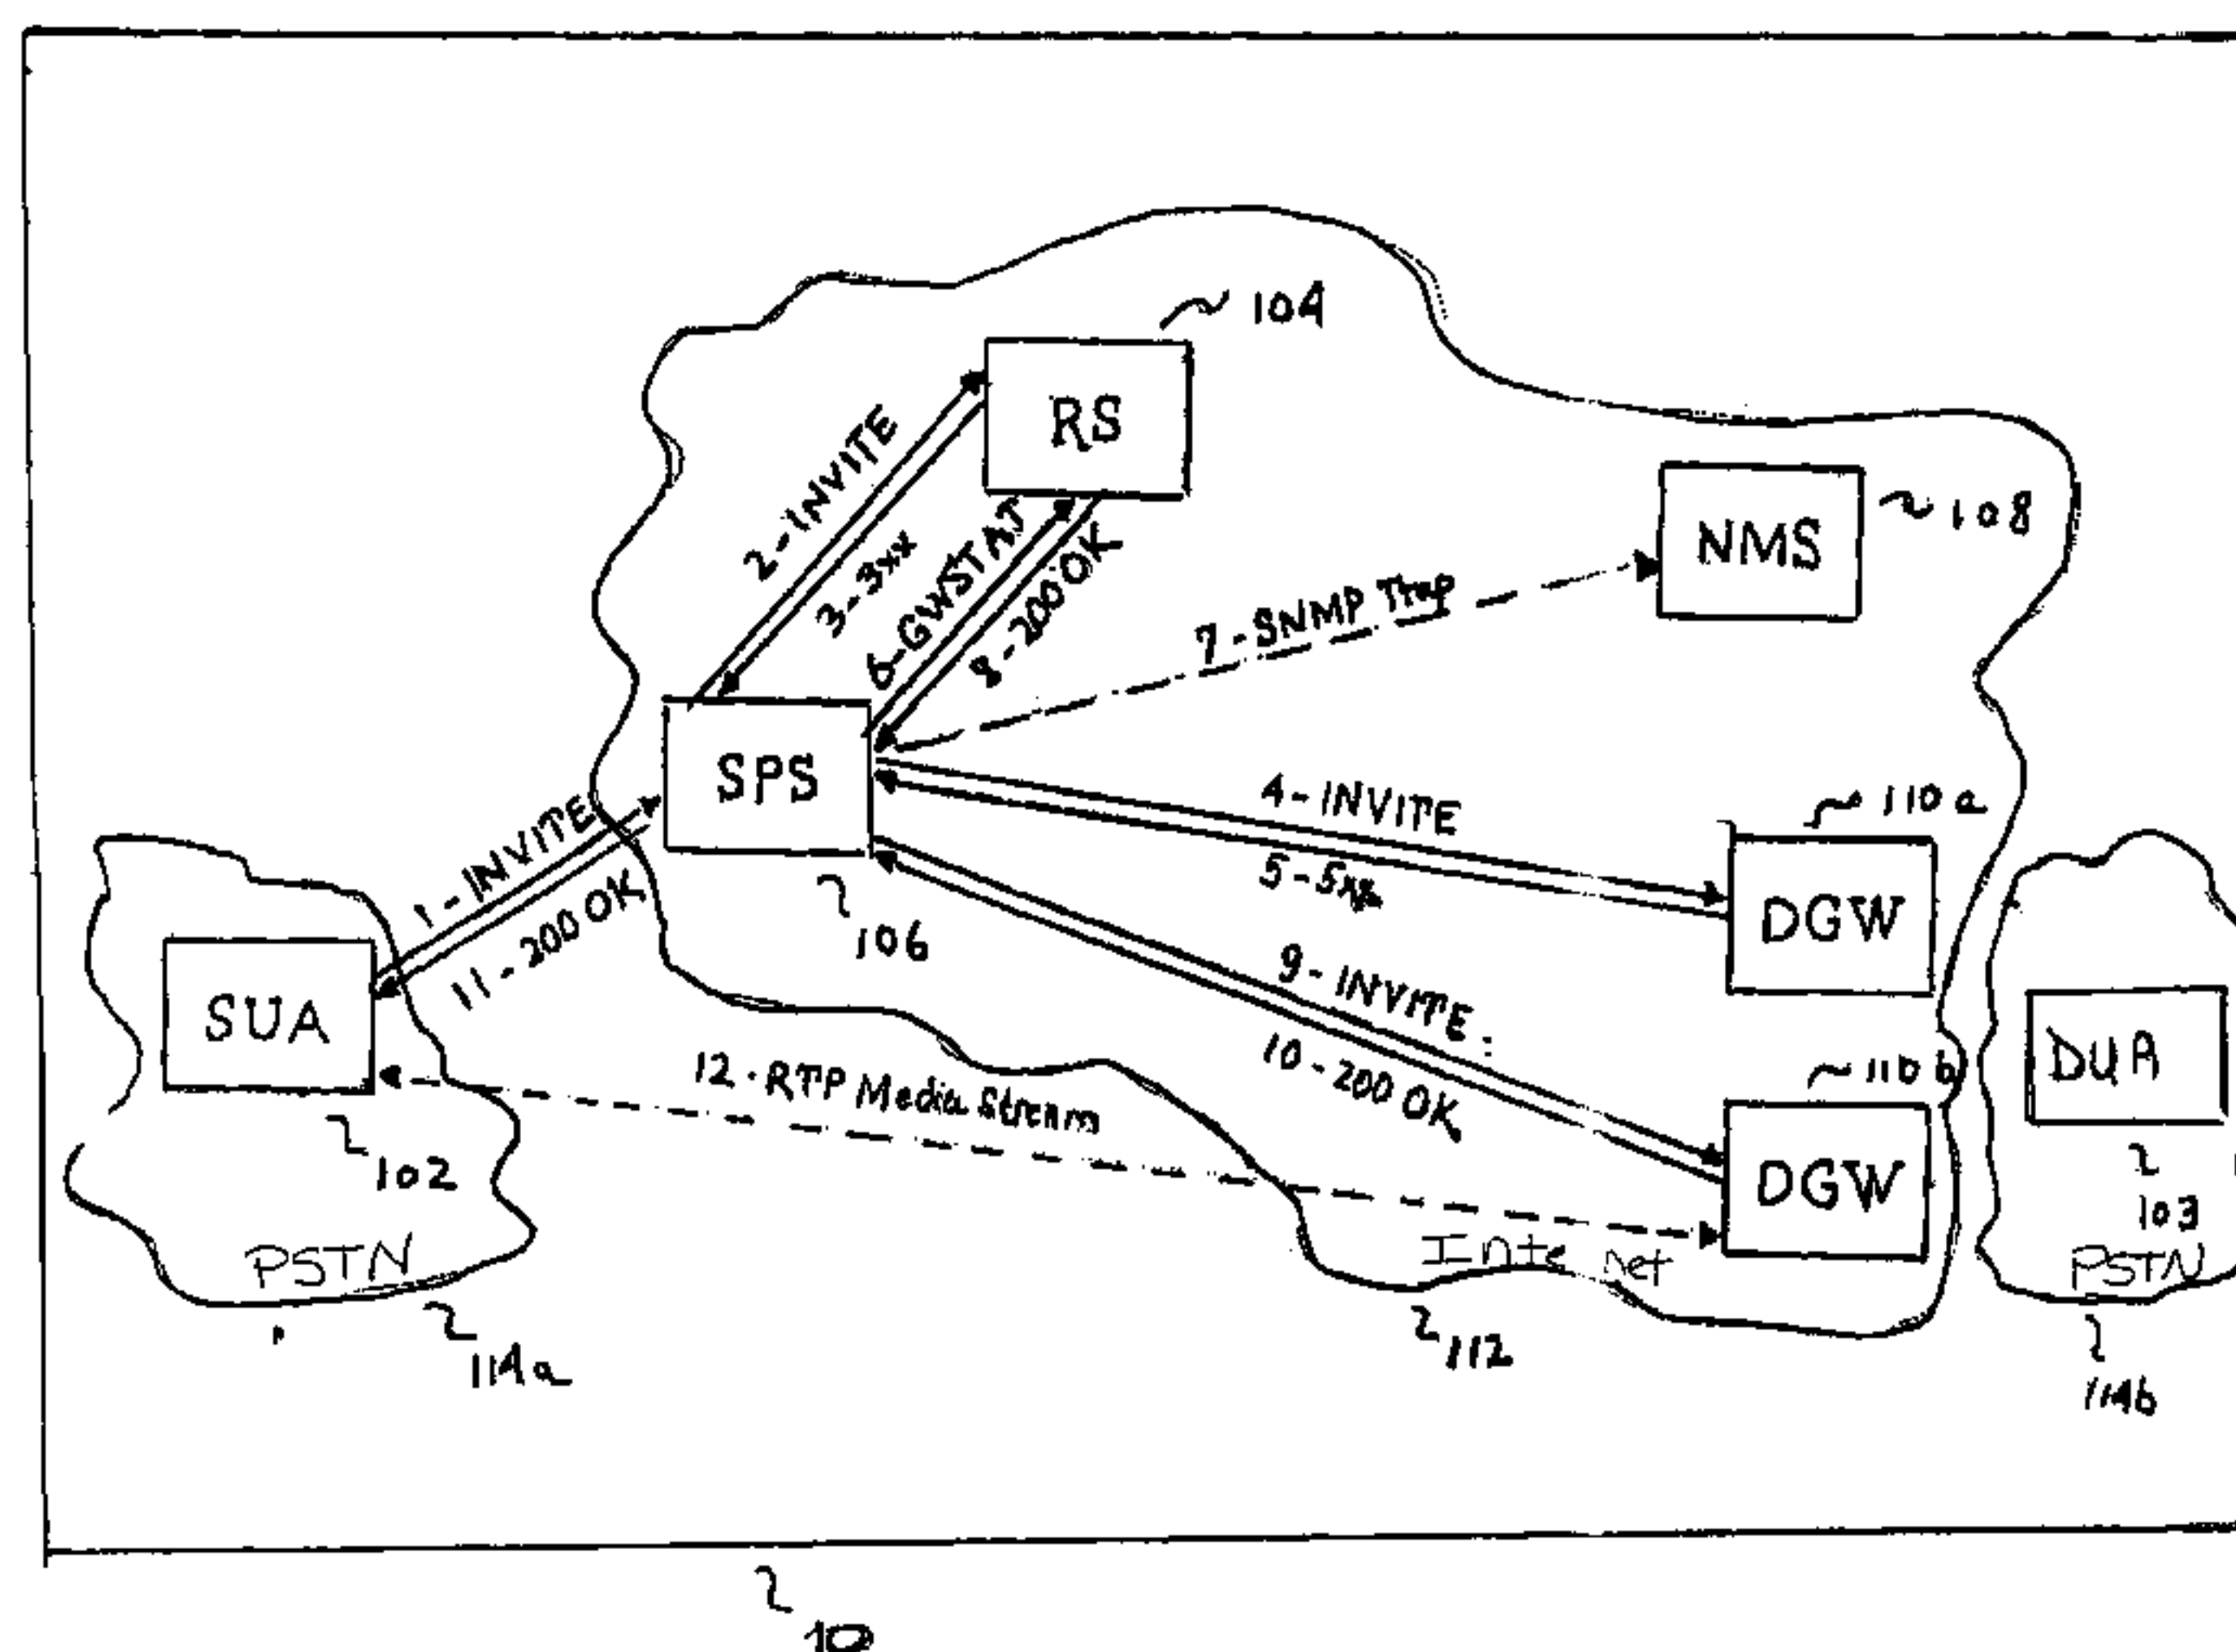 104
RS
2-INVITE
3-3xx
6-GWSTAT
8-200 OK
NMS
108
7-SNMP Trap
SPS
106
4-INVITE
5-5xx
110a
DGW
1-INVITE
11-200 OK
SUA
102
9-INVITE
10-200 OK
110b
DGW
DUA
103
12-RTP Media Stream
PSTN
114a
Inte net
112
PSTN
114b
10